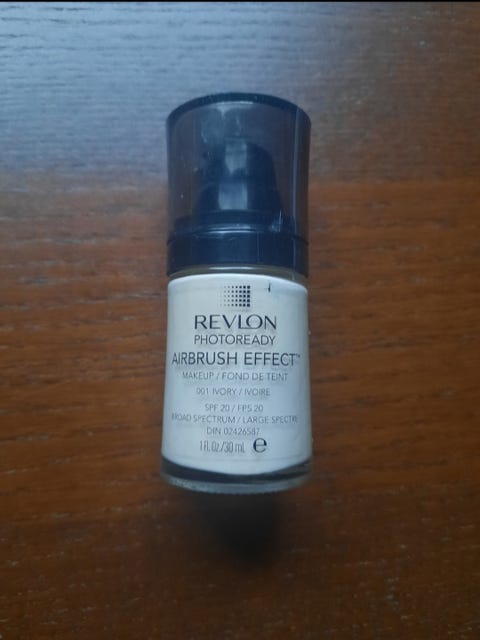 REVLON
PHOTOREADY
AIRBRUSH EFFECT™
MAKEUP / FOND DE TEINT
001 IVORY / IVOIRE
SPF 20 / FPS 20
BROAD SPECTRUM / LARGE SPECTRE
DIN 02426587
1 fl. Oz/30 mL e